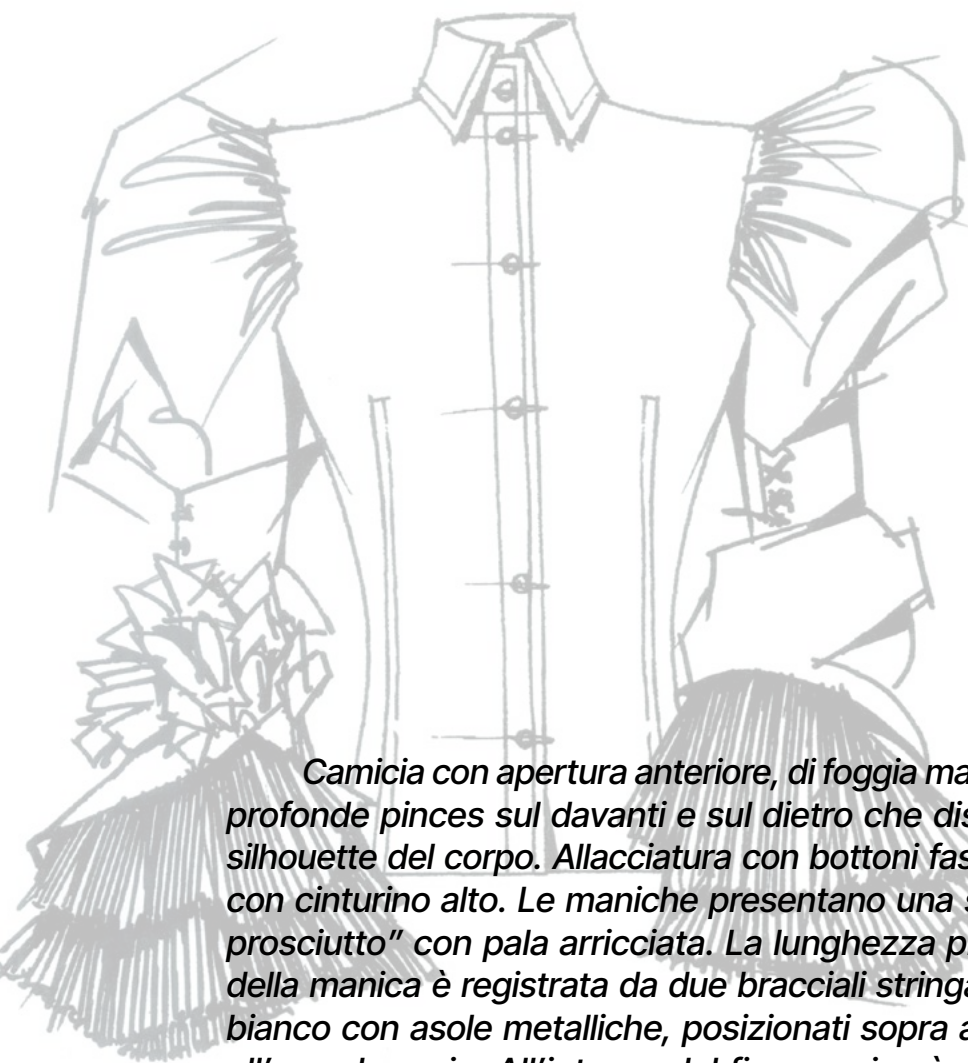 Camicia con apertura anteriore, di foggia ma
profonde pinces sul davanti e sul dietro che dis
silhouette del corpo. Allacciatura con bottoni fas
con cinturino alto. Le maniche presentano una s
prosciutto” con pala arricciata. La lunghezza p
della manica è registrata da due bracciali stringa
bianco con asole metalliche, posizionati sopra a